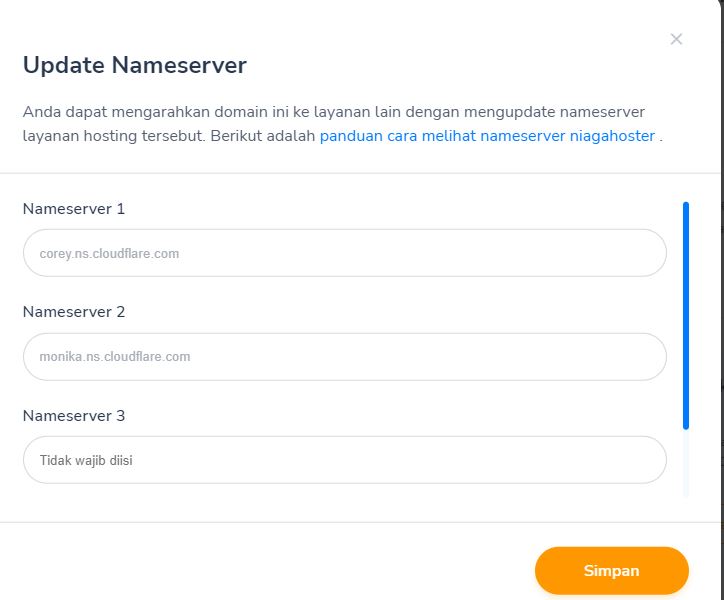 Update Nameserver
Anda dapat mengarahkan domain ini ke layanan lain dengan mengupdate nameserver
layanan hosting tersebut. Berikut adalah panduan cara melihat nameserver niagahoster .
Nameserver 1
corey.ns.cloudflare.com
Nameserver 2
monika.ns.cloudflare.com
Nameserver 3
Tidak wajib diisi
Simpan